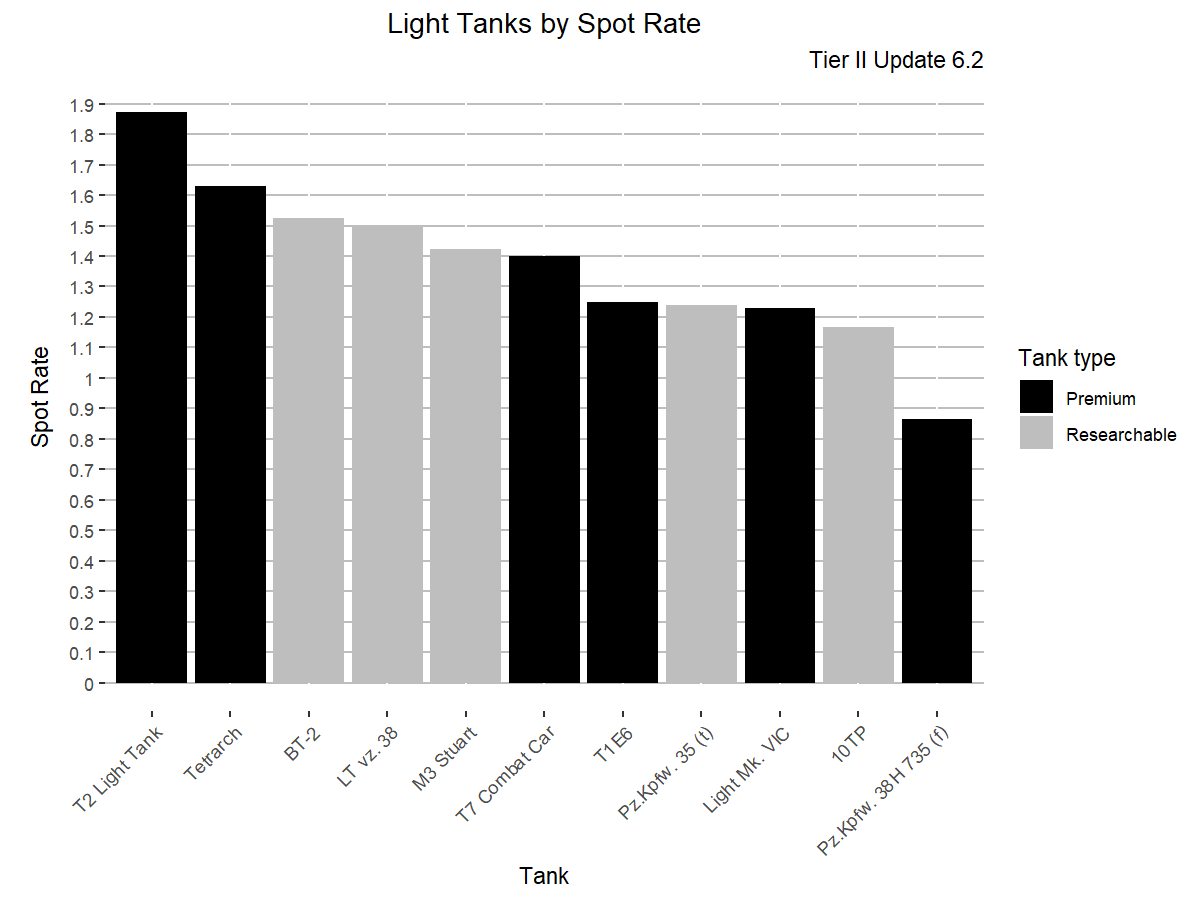 Light Tanks by Spot Rate
Tier II Update 6.2
Spot Rate
1.9
1.8
1.7
1.6
1.5
1.4
1.3
1.2
1.1
1
0.9
0.8
0.7
0.6
0.5
0.4
0.3
0.2
0.1
0
T2 Light Tank
Tetrarch
BT-2
LT vz. 38
M3 Stuart
T7 Combat Car
T1E6
Pz.Kpfw. 35 (t)
Light Mk. VIC
10TP
Pz.Kpfw. 38H 735 (f)
Tank
Tank type
Premium
Researchable